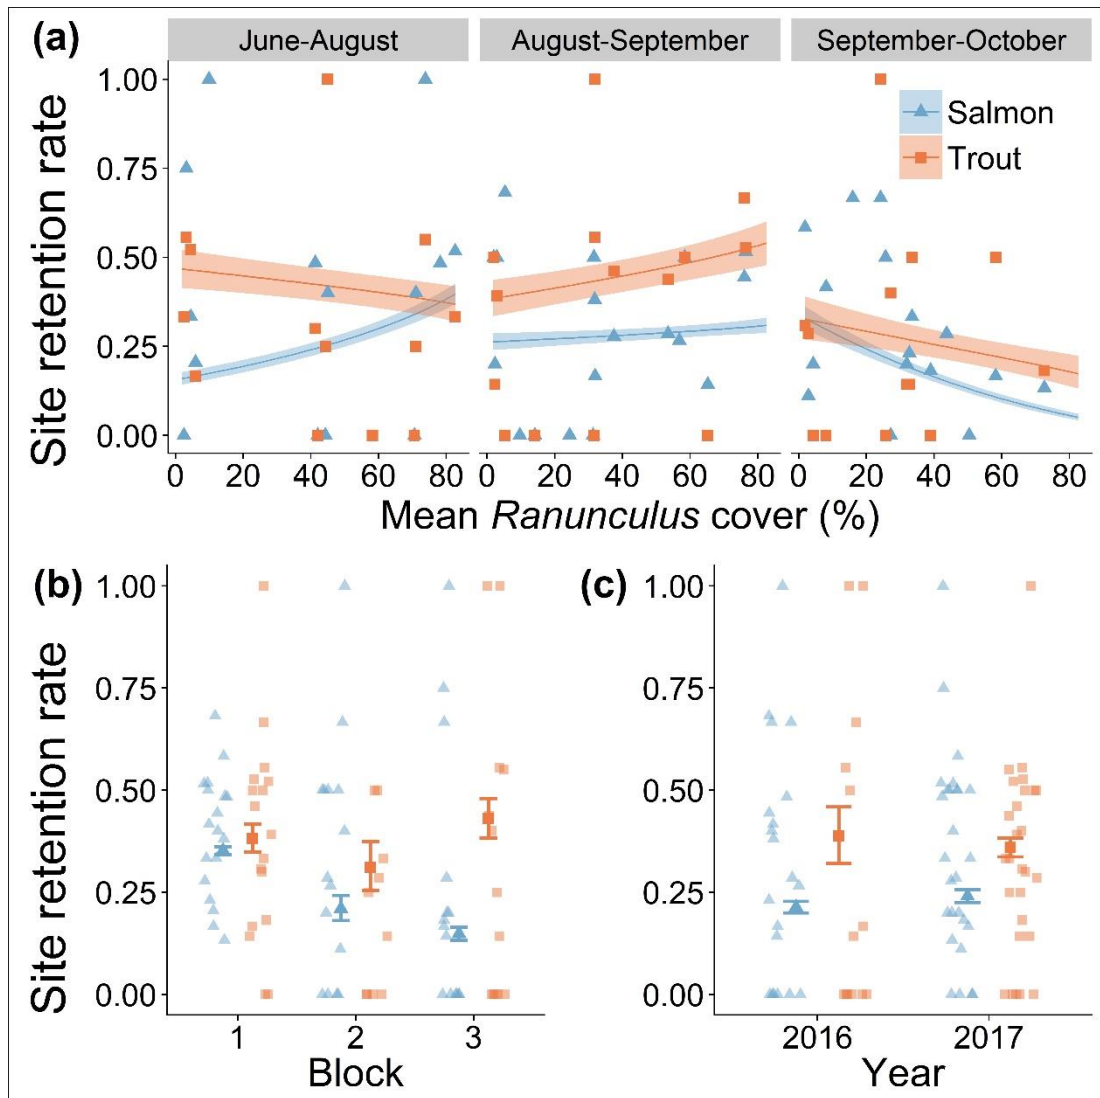 (a)
June-August August-September September-October
Site retention rate
1.00
0.75
0.50
0.25
0.00
Salmon
Trout
0 20 40 60 80 0 20 40 60 80 0 20 40 60 80
Mean Ranunculus cover (%)
(b)
Site retention rate
1.00
0.75
0.50
0.25
0.00
1 2 3
Block
(c)
1.00
0.75
0.50
0.25
0.00
2016 2017
Year